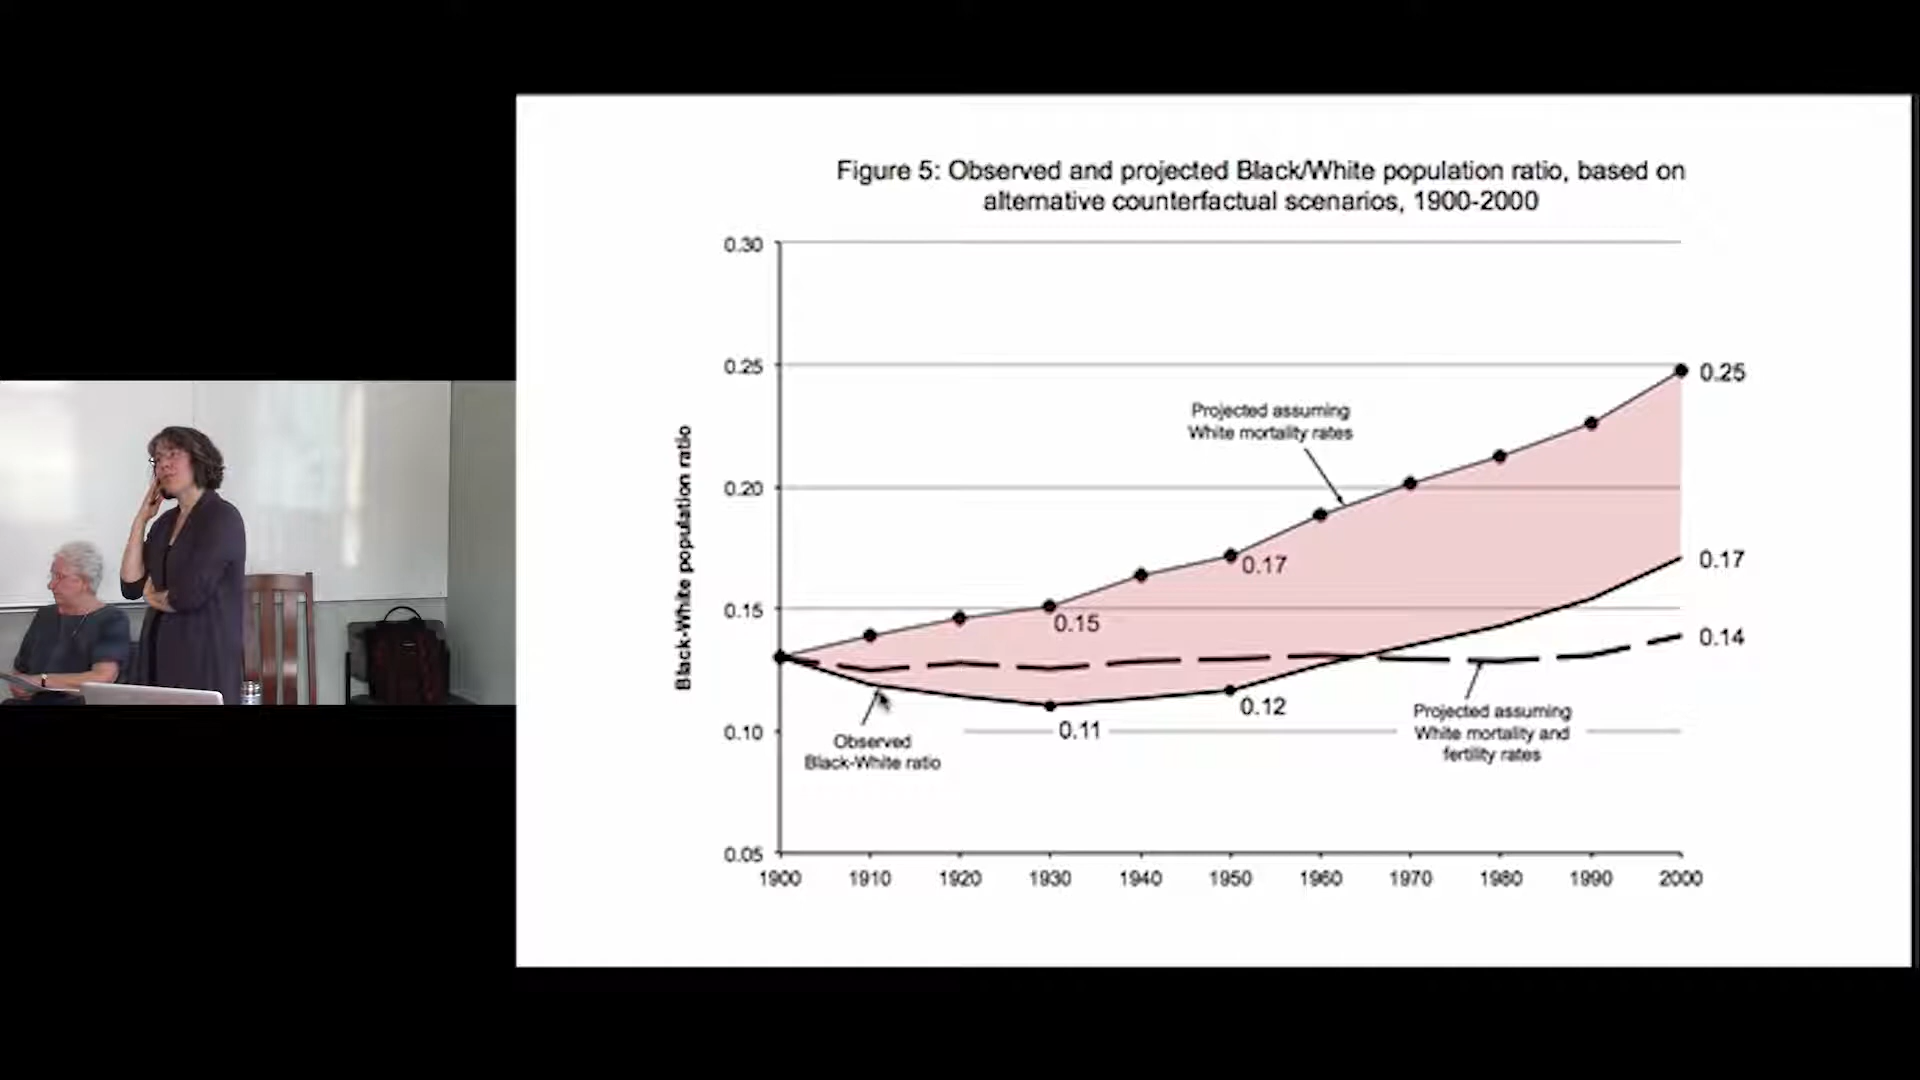 Figure 5: Observed and projected Black/White population ratio, based on
alternative counterfactual scenarios, 1900-2000
0.30
0.25
0.20
0.15
0.10
0.05
Black-White population ratio
Projected assuming
White mortality rates
0.25
0.17
0.17
0.15
0.14
0.12
0.11
Observed
Black-White ratio
Projected assuming
White mortality and
fertility rates
1900 1910 1920 1930 1940 1950 1960 1970 1980 1990 2000